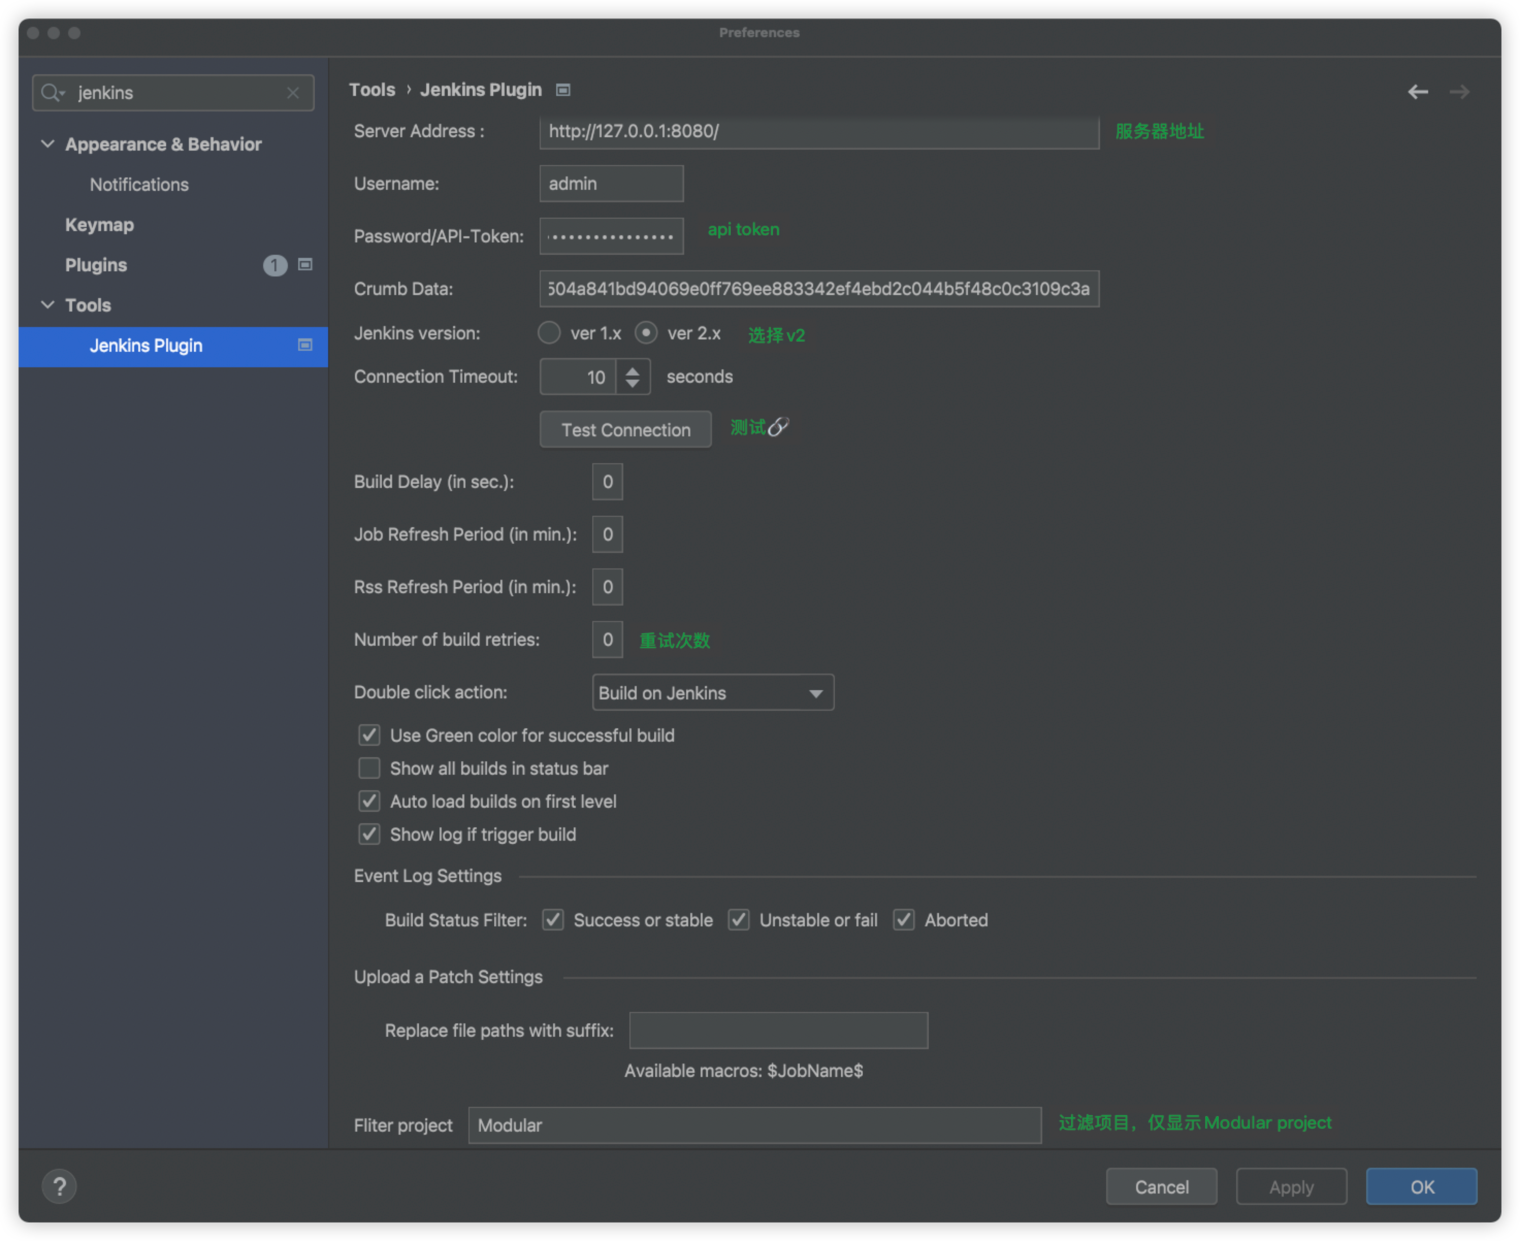 Preferences
jenkins
Appearance & Behavior
Notifications
Keymap
Plugins 1
Tools
Jenkins Plugin
Tools › Jenkins Plugin
Server Address : http://127.0.0.1:8080/ 服务器地址
Username: admin
Password/API-Token: ••••••••••••••• api token
Crumb Data: 504a841bd94069e0ff769ee883342ef4ebd2c044b5f48c0c3109c3a
Jenkins version: ver 1.x ver 2.x 选择 v2
Connection Timeout: 10 seconds
Test Connection 测试🔗
Build Delay (in sec.): 0
Job Refresh Period (in min.): 0
Rss Refresh Period (in min.): 0
Number of build retries: 0 重试次数
Double click action: Build on Jenkins
Use Green color for successful build
Show all builds in status bar
Auto load builds on first level
Show log if trigger build
Event Log Settings
Build Status Filter: Success or stable Unstable or fail Aborted
Upload a Patch Settings
Replace file paths with suffix:
Available macros: $JobName$
Fliter project Modular 过滤项目，仅显示Modular project
? Cancel Apply OK